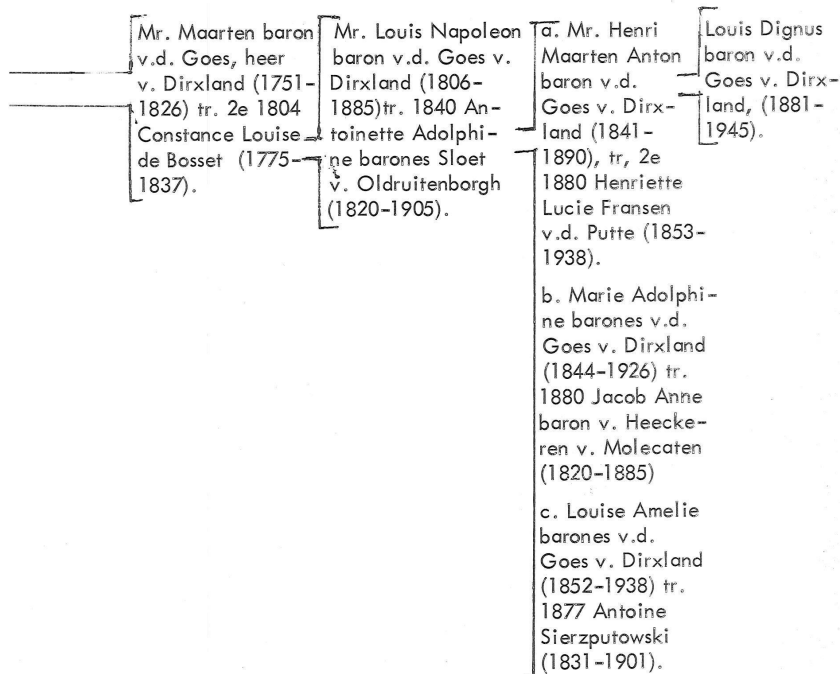 Mr. Maarten baron
v.d. Goes, heer
v. Dirxland (1751-
1826) tr. 2e 1804
Constance Louise
de Bosset (1775-
1837).
Mr. Louis Napoleon
baron v.d. Goes v.
Dirxland (1806-
1885)tr. 1840 An-
toinette Adolphi-
ne barones Sloet
v. Oldruitenborgh
(1820-1905).
a. Mr. Henri
Maarten Anton
baron v.d.
Goes v. Dirx-
land (1841-
1890), tr, 2e
1880 Henriette
Lucie Fransen
v.d. Putte (1853-
1938).
b. Marie Adolphi-
ne barones v.d.
Goes v. Dirxland
(1844-1926) tr.
1880 Jacob Anne
baron v. Heecke-
ren v. Molecaten
(1820-1885)
c. Louise Amelie
barones v.d.
Goes v. Dirxland
(1852-1938) tr.
1877 Antoine
Sierzputowski
(1831-1901).
Louis Dignus
baron v.d.
Goes v. Dirx-
land, (1881-
1945).